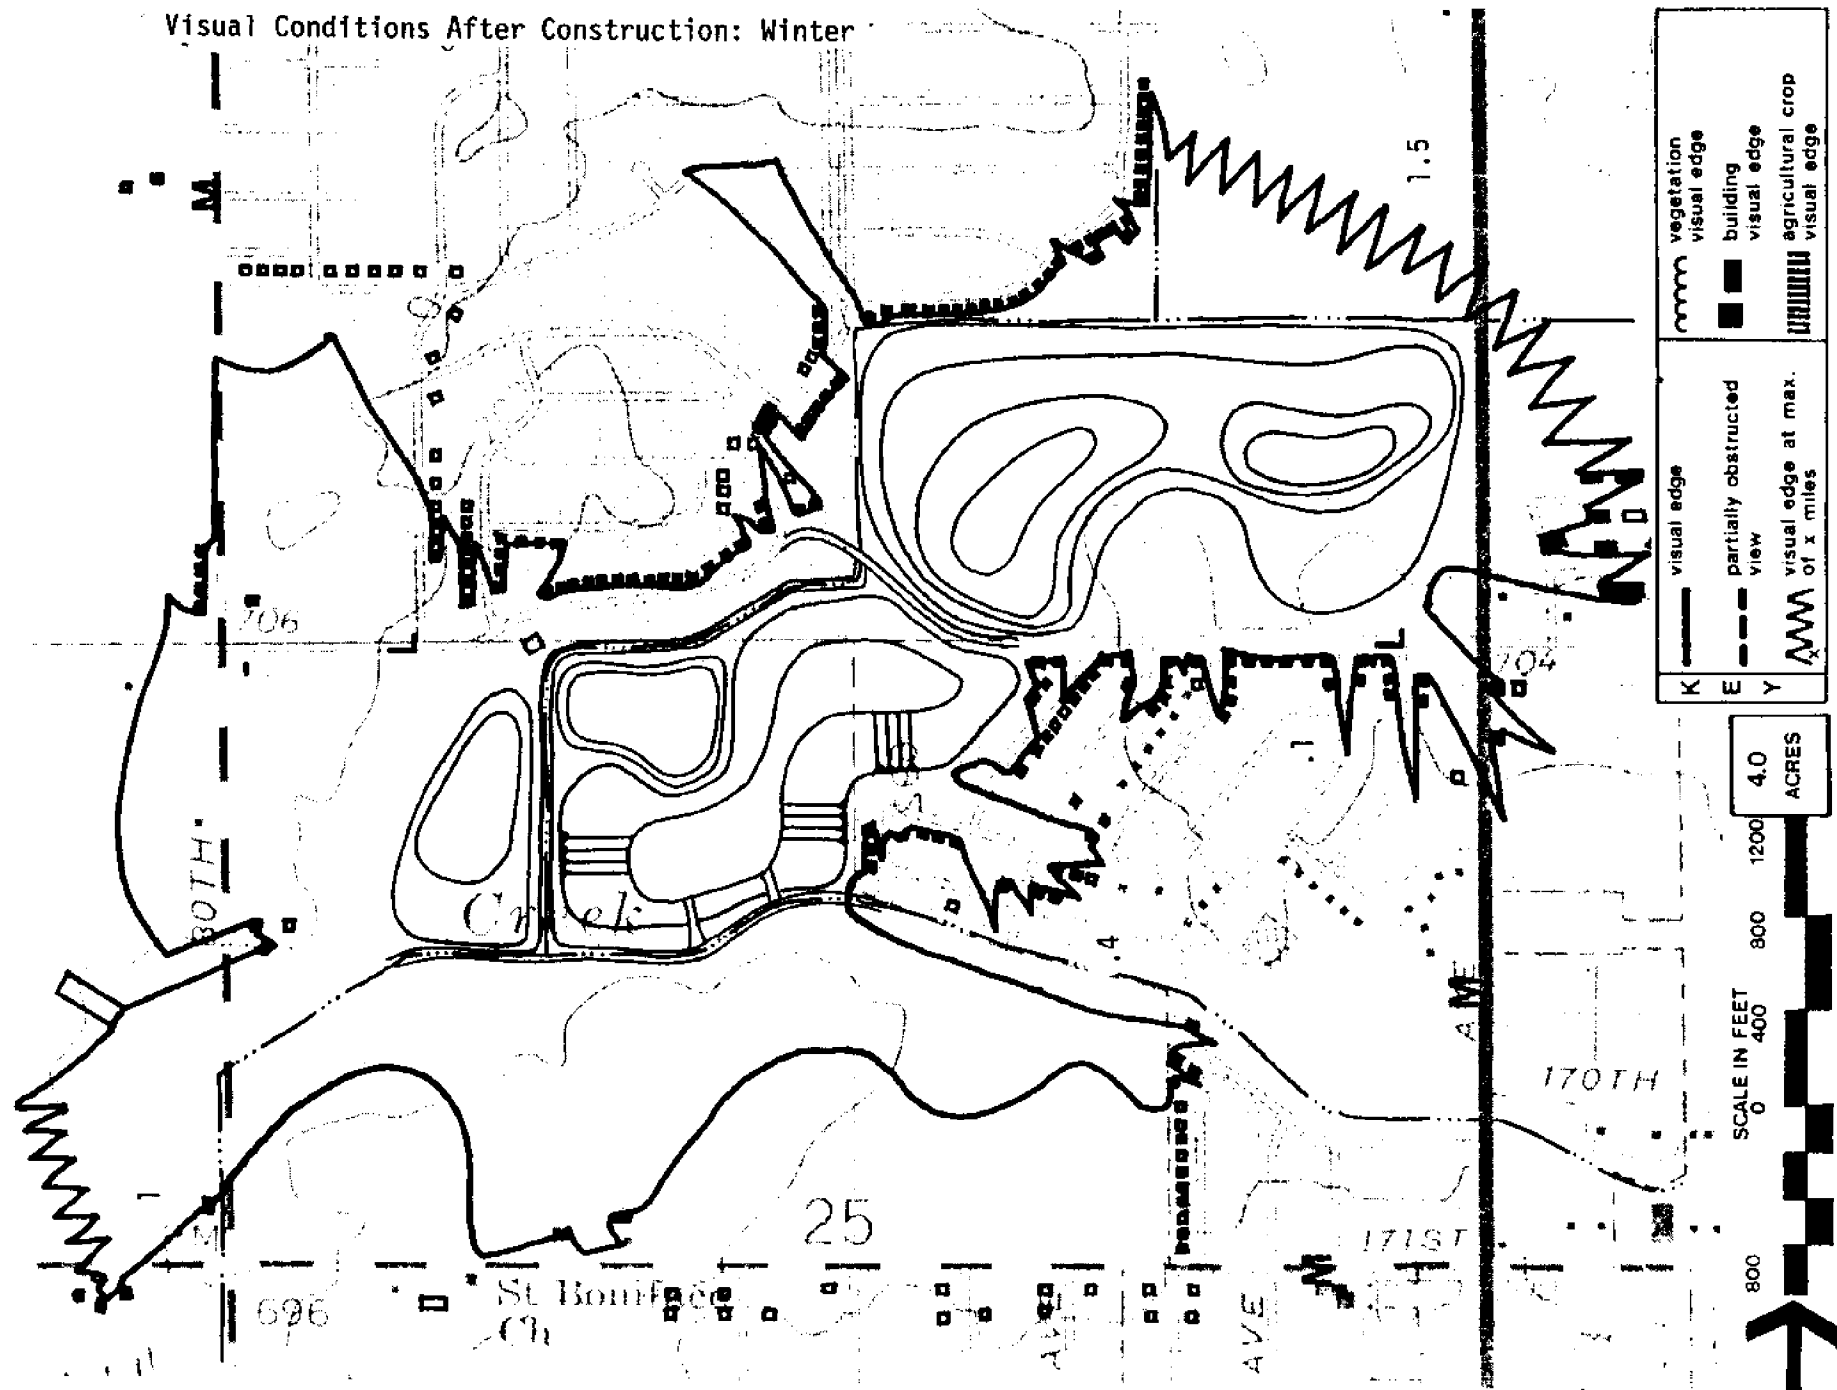 Visual Conditions After Construction: Winter
1.5
M
706
L
L
704
80TH
.1
.4
M
A
170TH
1
M
25
171ST
M
696
St Boniface
Ch
AVE
Creek
K
E
Y
visual edge
partially obstructed
view
visual edge at max.
of x miles
x
vegetation
visual edge
building
visual edge
agricultural crop
visual edge
4.0
ACRES
SCALE IN FEET
800
0
400
800
1200